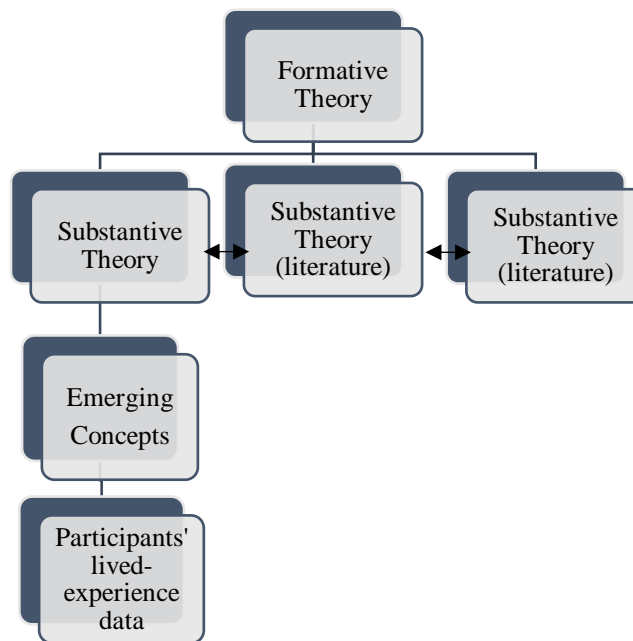 Formative
Theory
Substantive
Theory
Substantive
Theory
(literature)
Substantive
Theory
(literature)
Emerging
Concepts
Participants'
lived-
experience
data